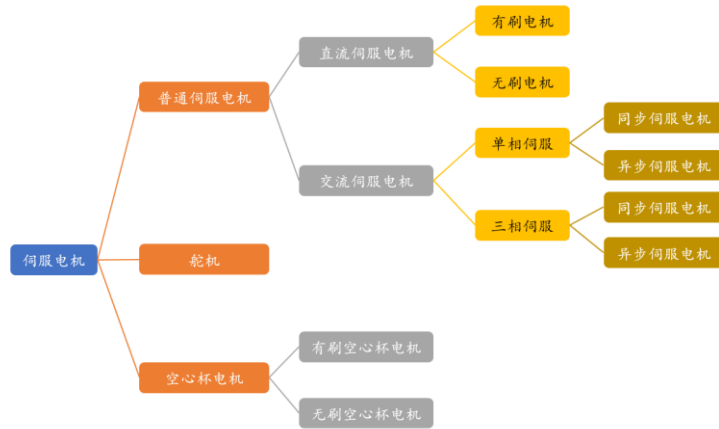 伺服电机
普通伺服电机
直流伺服电机
有刷电机
无刷电机
交流伺服电机
单相伺服
同步伺服电机
异步伺服电机
三相伺服
同步伺服电机
异步伺服电机
舵机
空心杯电机
有刷空心杯电机
无刷空心杯电机